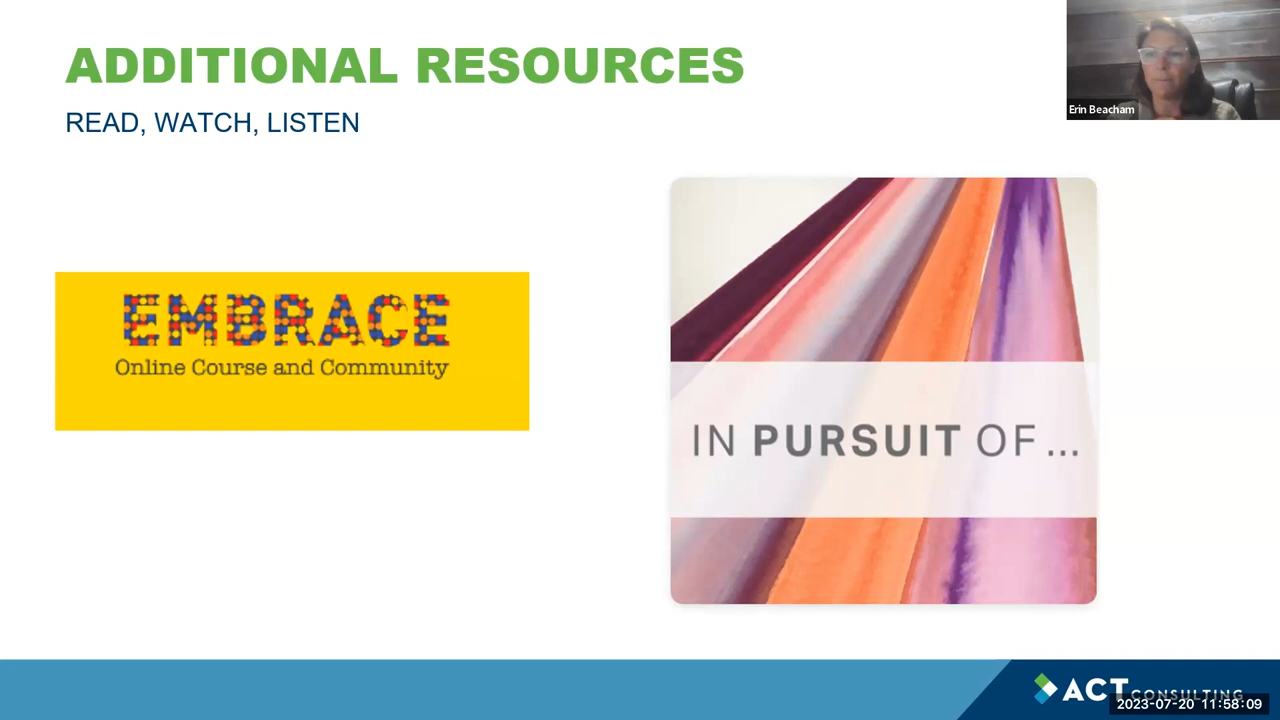 ADDITIONAL RESOURCES
READ, WATCH, LISTEN
Erin Beacham
EMBRACE
Online Course and Community
IN PURSUIT OF...
ACT CONSULTING
2023-07-20 11:58:09